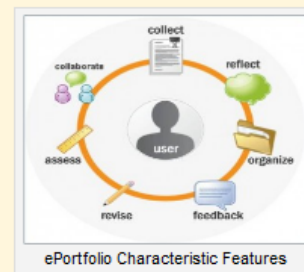 collect
reflect
organize
feedback
revise
assess
collaborate
user
ePortfolio Characteristic Features